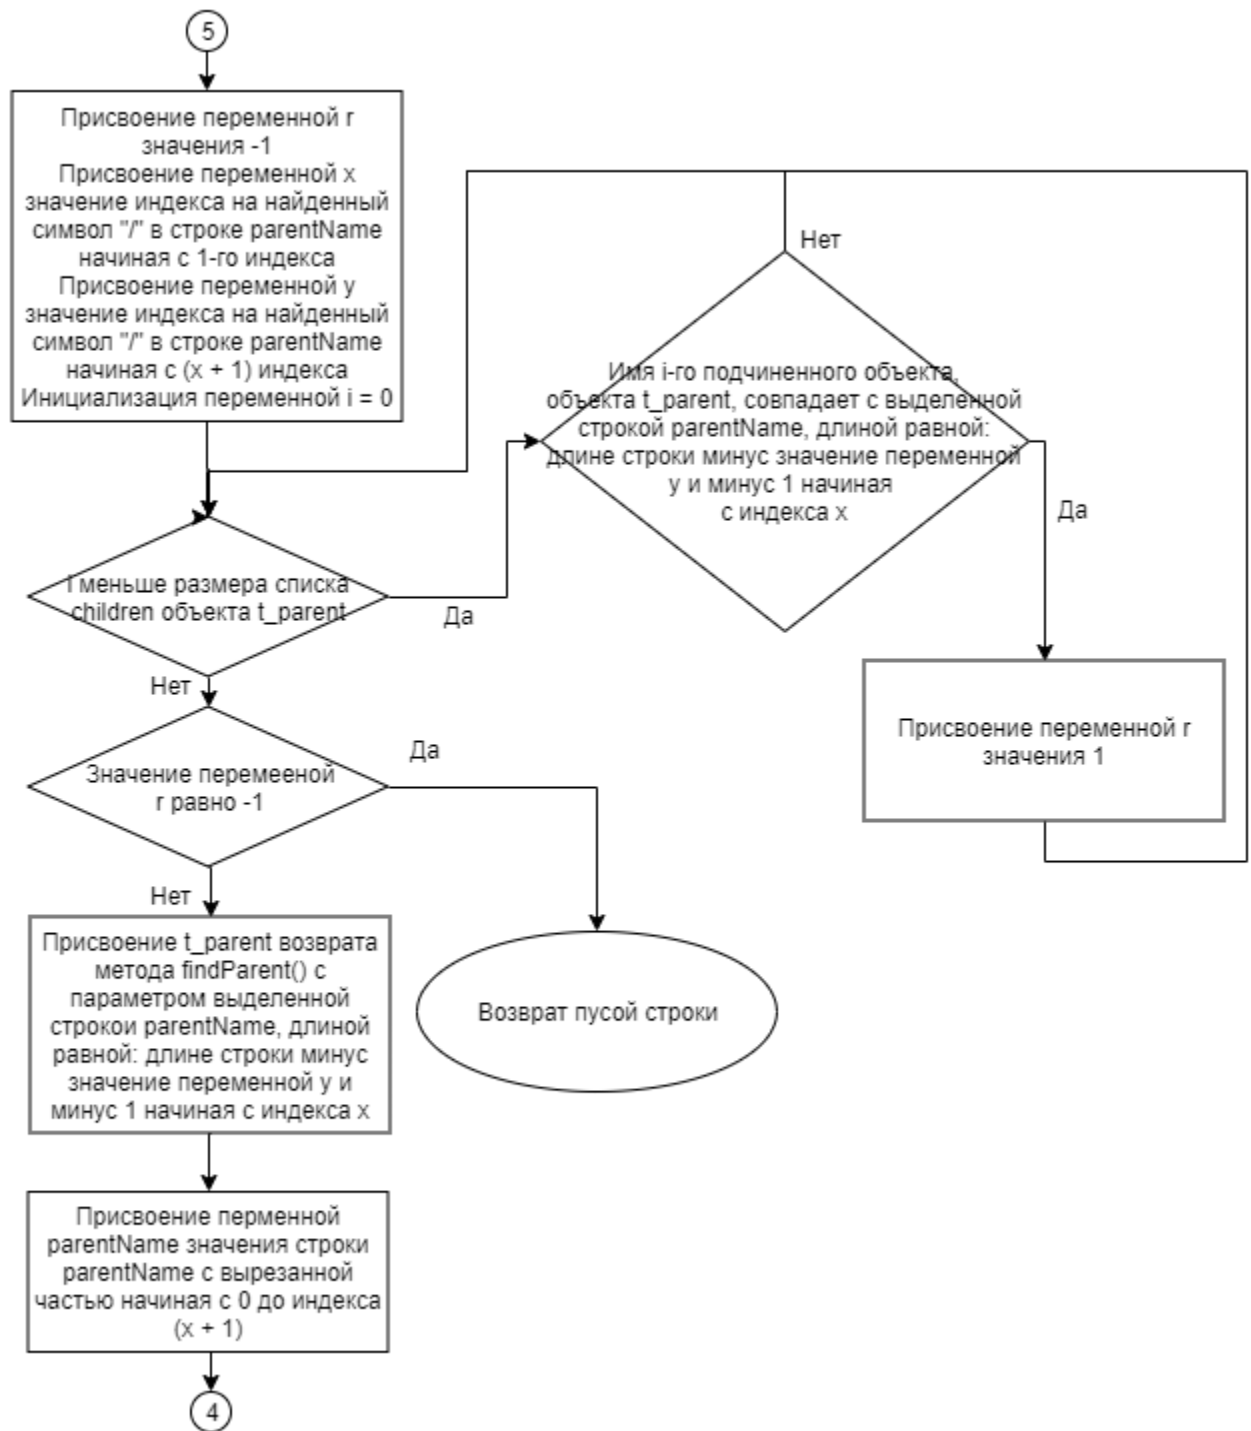 5
Присвоение переменной r
значения -1
Присвоение переменной x
значение индекса на найденный
символ "/" в строке parentName
начиная с 1-го индекса
Присвоение переменной y
значение индекса на найденный
символ "/" в строке parentName
начиная с (x + 1) индекса
Инициализация переменной i = 0
Нет
Имя i-го подчиненного объекта,
объекта t_parent, совпадает с выделенной
строкой parentName, длиной равной:
длине строки минус значение переменной
y и минус 1 начиная
с индекса x
Да
I меньше размера списка
children объекта t_parent
Да
Нет
Присвоение переменной r
значения 1
Значение перемееной
r равно -1
Да
Нет
Присвоение t_parent возврата
метода findParent() с
параметром выделенной
строкои parentName, длиной
равной: длине строки минус
значение переменной y и
минус 1 начиная с индекса x
Возврат пусой строки
Присвоение перменной
parentName значения строки
parentName с вырезанной
частью начиная с 0 до индекса
(x + 1)
4